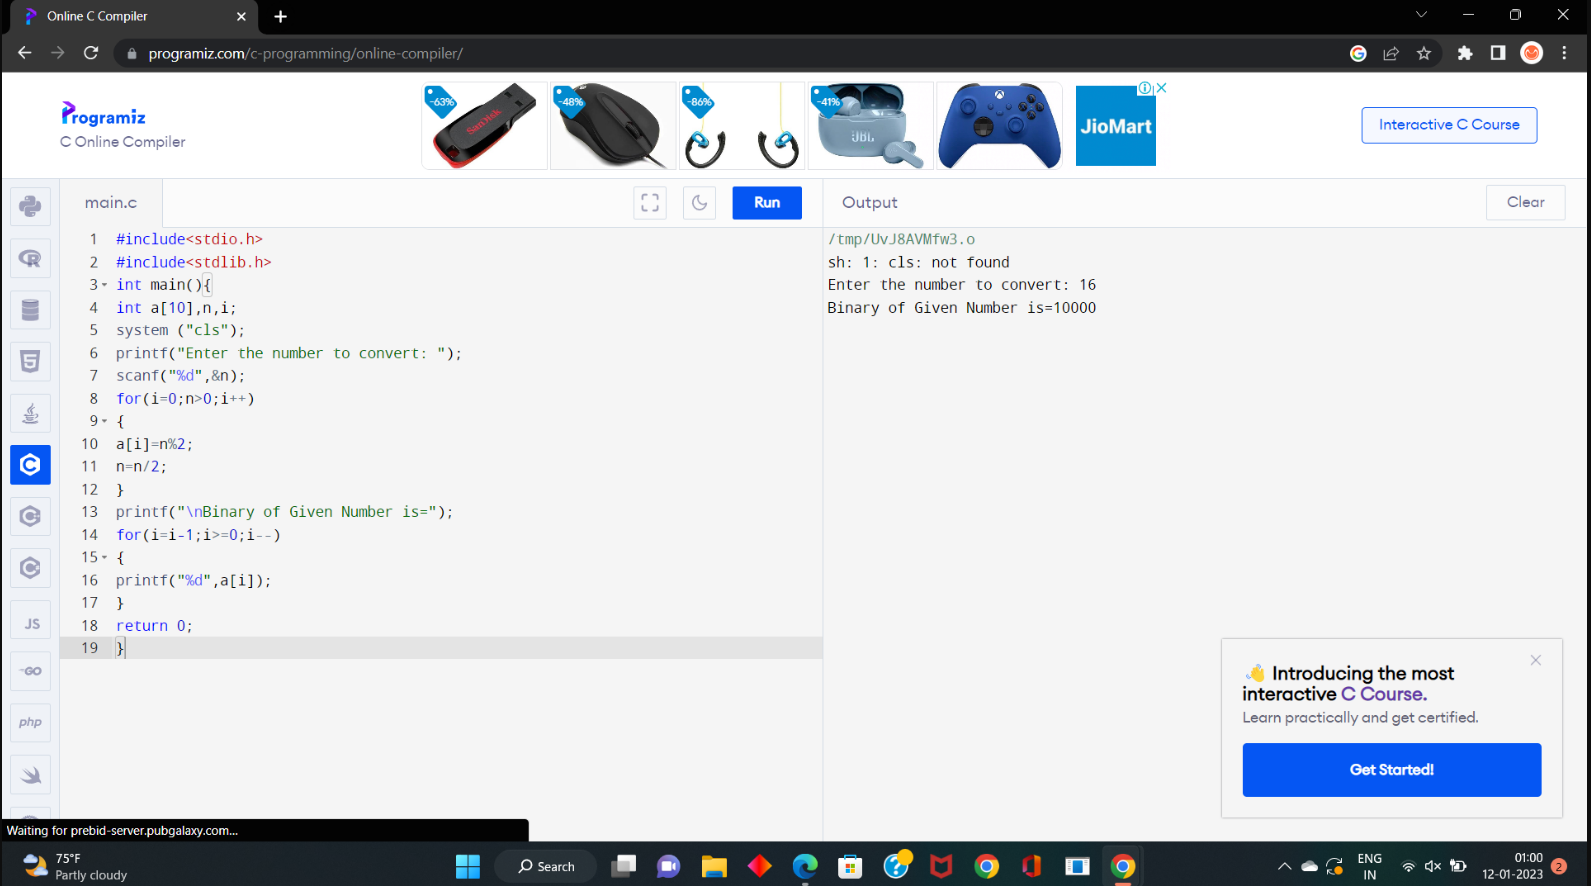 Online C Compiler
programiz.com/c-programming/online-compiler/
Programiz
C Online Compiler
-63%
SanDisk
-48%
-86%
-41%
JBL
JioMart
Interactive C Course
main.c
Run
Output
Clear
1 #include<stdio.h>
2 #include<stdlib.h>
3 int main(){
4 int a[10],n,i;
5 system ("cls");
6 printf("Enter the number to convert: ");
7 scanf("%d",&n);
8 for(i=0;n>0;i++)
9 {
10 a[i]=n%2;
11 n=n/2;
12 }
13 printf("\nBinary of Given Number is=");
14 for(i=i-1;i>=0;i--)
15 {
16 printf("%d",a[i]);
17 }
18 return 0;
19 }
/tmp/UvJ8AVMfw3.o
sh: 1: cls: not found
Enter the number to convert: 16
Binary of Given Number is=10000
JS
GO
php
👋 Introducing the most
interactive C Course.
Learn practically and get certified.
Get Started!
Waiting for prebid-server.pubgalaxy.com...
75°F
Partly cloudy
Search
ENG
IN
01:00
12-01-2023
2